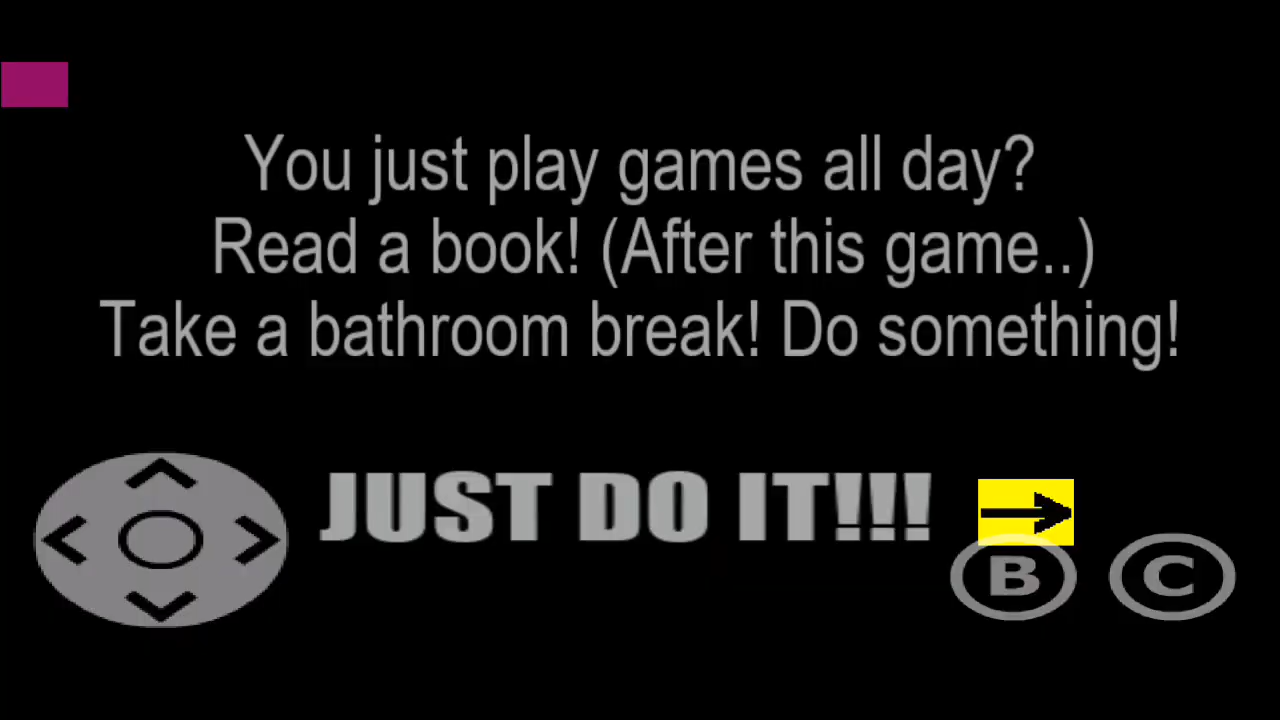 You just play games all day?
Read a book! (After this game..)
Take a bathroom break! Do something!
JUST DO IT!!!
B
C